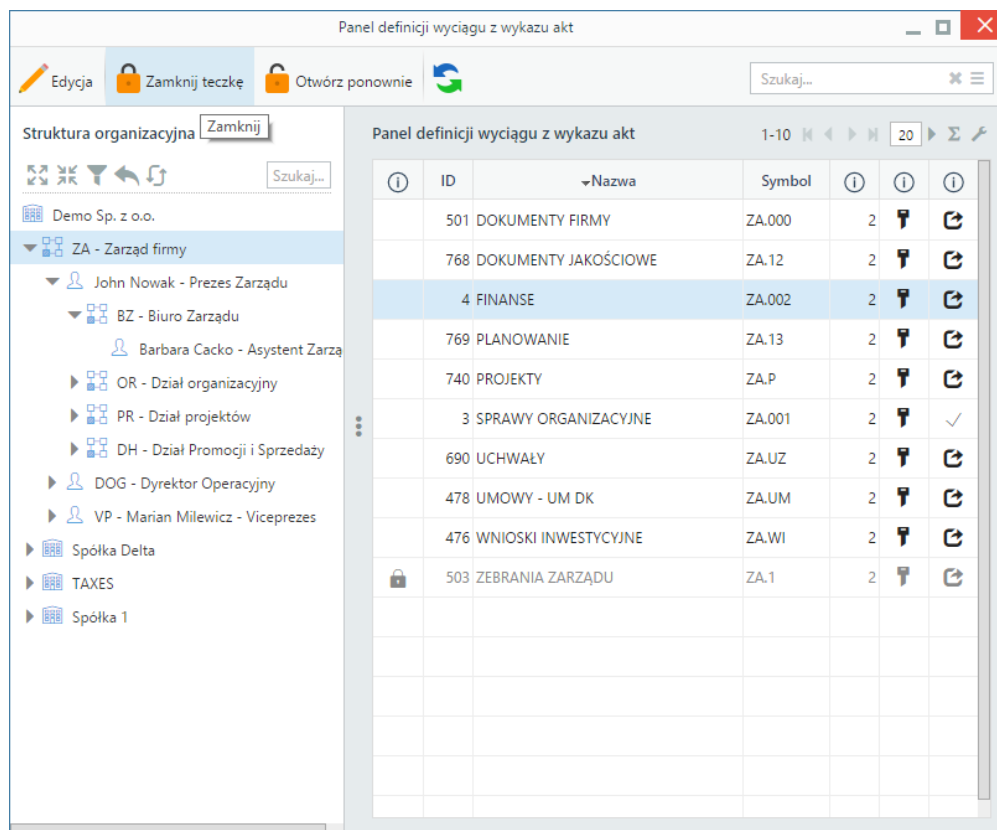 Panel definicji wyciągu z wykazu akt
Edycja Zamknij teczkę Otwórz ponownie Szukaj...
Zamknij
Struktura organizacyjna
Szukaj...
Demo Sp. z o.o.
ZA - Zarząd firmy
John Nowak - Prezes Zarządu
BZ - Biuro Zarządu
Barbara Cacko - Asystent Zarzą
OR - Dział organizacyjny
PR - Dział projektów
DH - Dział Promocji i Sprzedaży
DOG - Dyrektor Operacyjny
VP - Marian Milewicz - Viceprezes
Spółka Delta
TAXES
Spółka 1
Panel definicji wyciągu z wykazu akt 1-10 20 Σ
ID Nazwa Symbol
501 DOKUMENTY FIRMY ZA.000 2
768 DOKUMENTY JAKOŚCIOWE ZA.12 2
4 FINANSE ZA.002 2
769 PLANOWANIE ZA.13 2
740 PROJEKTY ZA.P 2
3 SPRAWY ORGANIZACYJNE ZA.001 2
690 UCHWAŁY ZA.UZ 2
478 UMOWY - UM DK ZA.UM 2
476 WNIOSKI INWESTYCYJNE ZA.WI 2
503 ZEBRANIA ZARZĄDU ZA.1 2